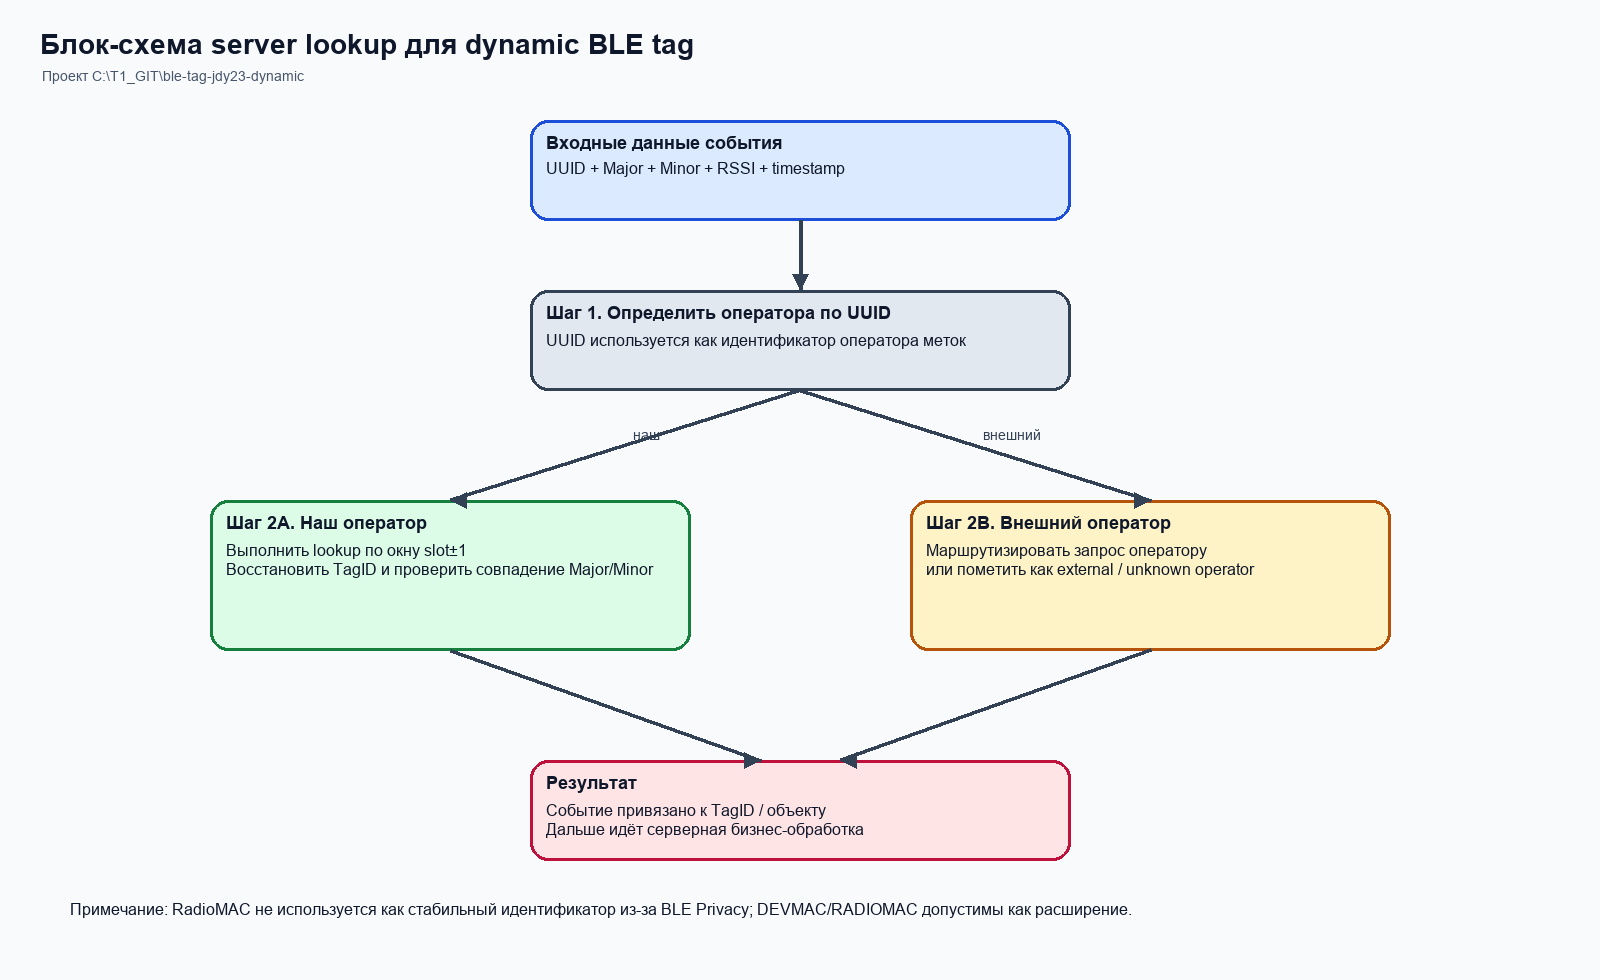 Блок-схема server lookup для dynamic BLE tag
Проект C:\T1_GIT\ble-tag-jdy23-dynamic
Входные данные события
UUID + Major + Minor + RSSI + timestamp
Шаг 1. Определить оператора по UUID
UUID используется как идентификатор оператора меток
наш
внешний
Шаг 2A. Наш оператор
Выполнить lookup по окну slot±1
Восстановить TagID и проверить совпадение Major/Minor
Шаг 2B. Внешний оператор
Маршрутизировать запрос оператору
или пометить как external / unknown operator
Результат
Событие привязано к TagID / объекту
Дальше идёт серверная бизнес-обработка
Примечание: RadioMAC не используется как стабильный идентификатор из-за BLE Privacy; DEVMAC/RADIOMAC допустимы как расширение.